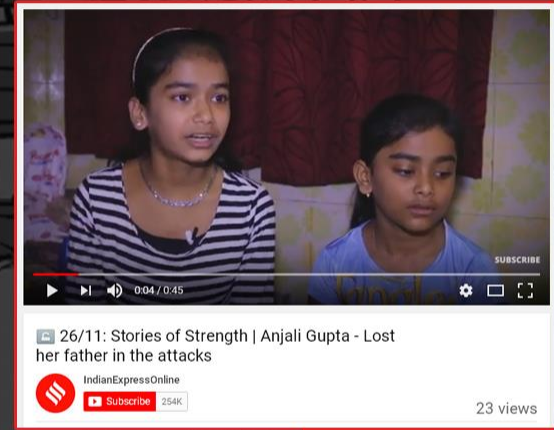 SUBSCRIBE
0:04 / 0:45
26/11: Stories of Strength | Anjali Gupta - Lost
her father in the attacks
IndianExpressOnline
Subscribe 254K
23 views